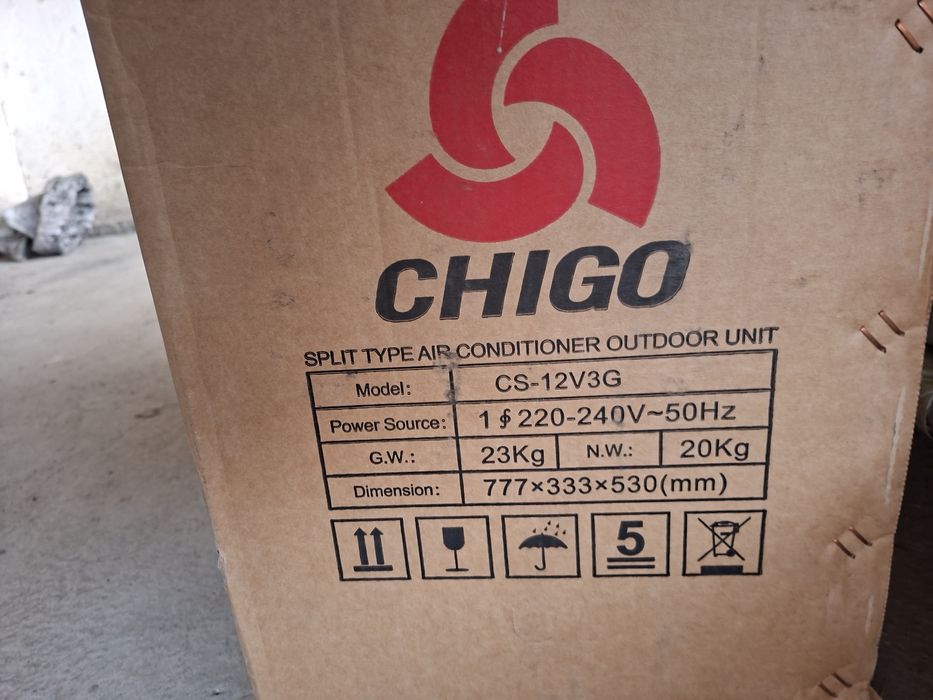 CHIGO
SPLIT TYPE AIR CONDITIONER OUTDOOR UNIT
Model: CS-12V3G
Power Source: 1∮220-240V~50Hz
G.W.: 23Kg N.W.: 20Kg
Dimension: 777×333×530(mm)
5